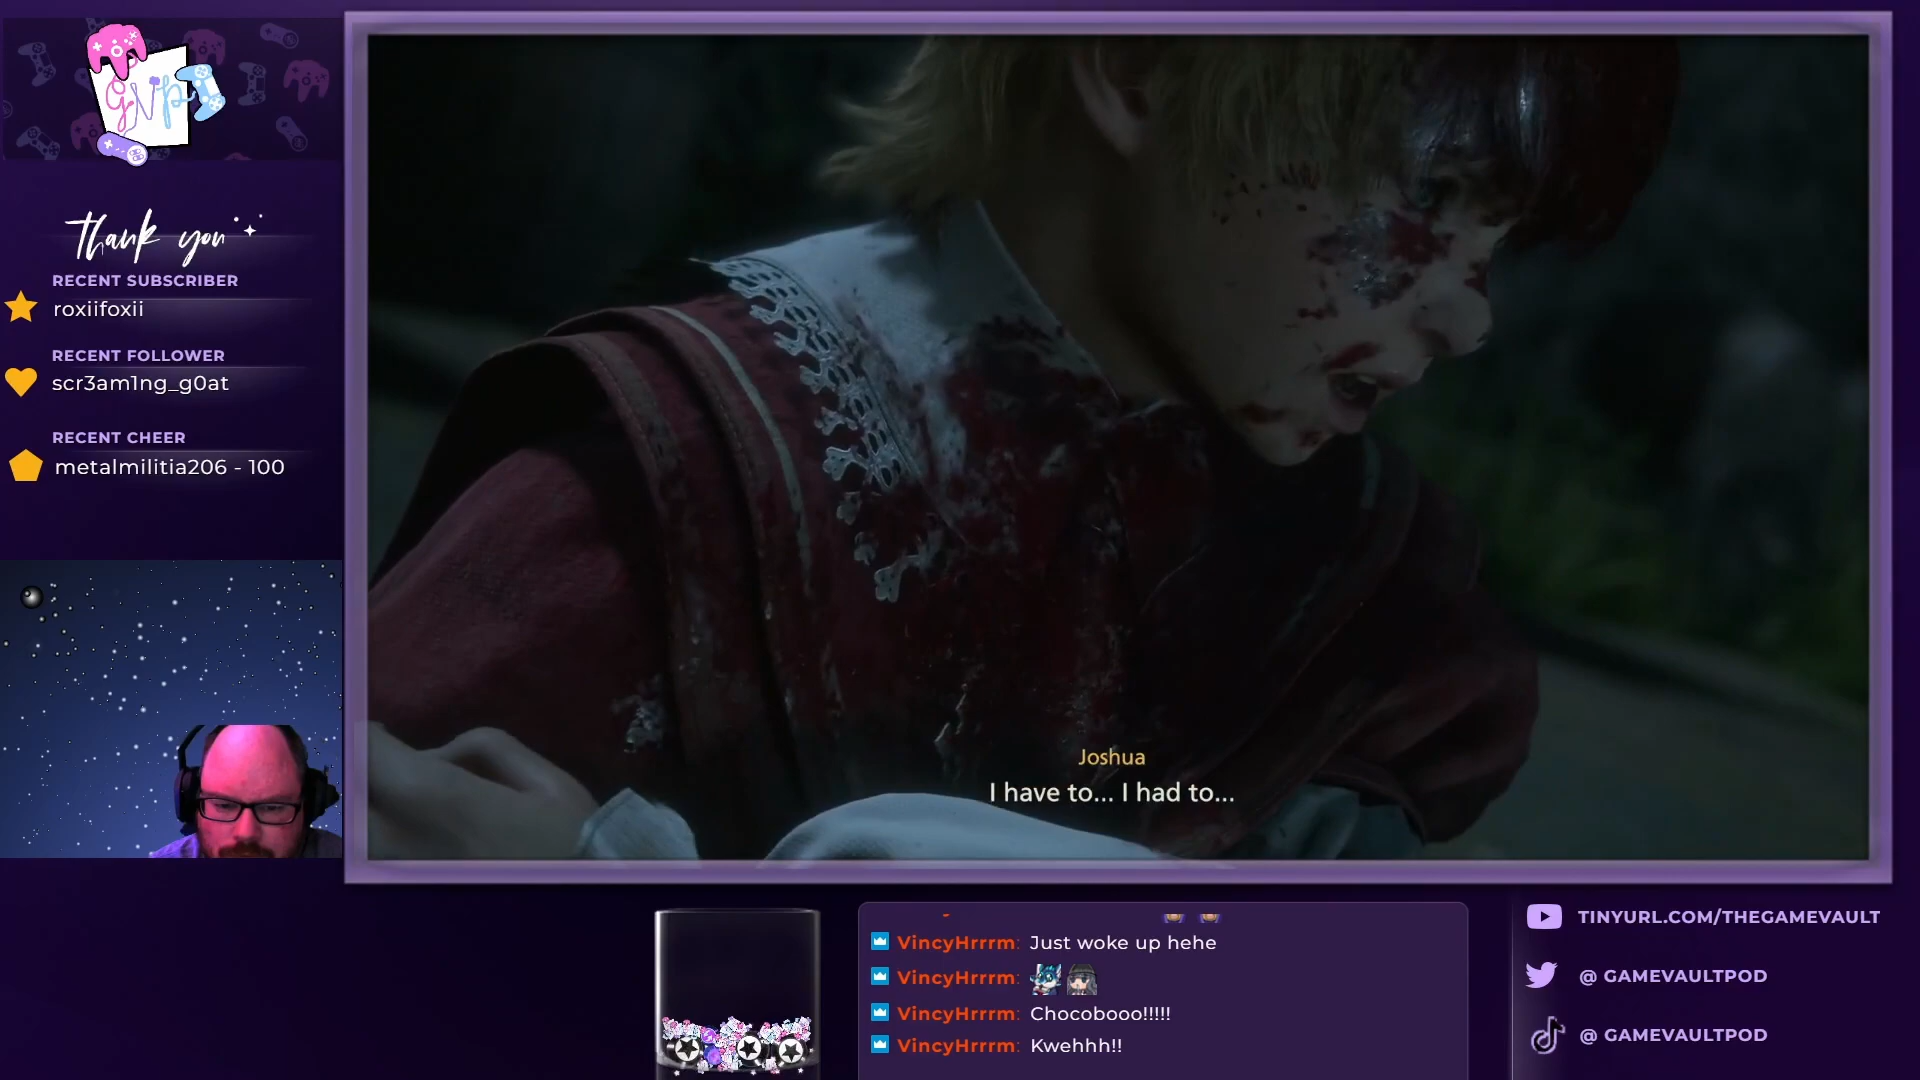 GVP
Thank you
RECENT SUBSCRIBER
roxiifoxii
RECENT FOLLOWER
scr3am1ng_g0at
RECENT CHEER
metalmilitia206 - 100
Joshua
I have to... I had to...
VincyHrrrm: Just woke up hehe
VincyHrrrm:
VincyHrrrm: Chocobooo!!!!!
VincyHrrrm: Kwehhh!!
TINYURL.COM/THEGAMEVAULT
@ GAMEVAULTPOD
@ GAMEVAULTPOD